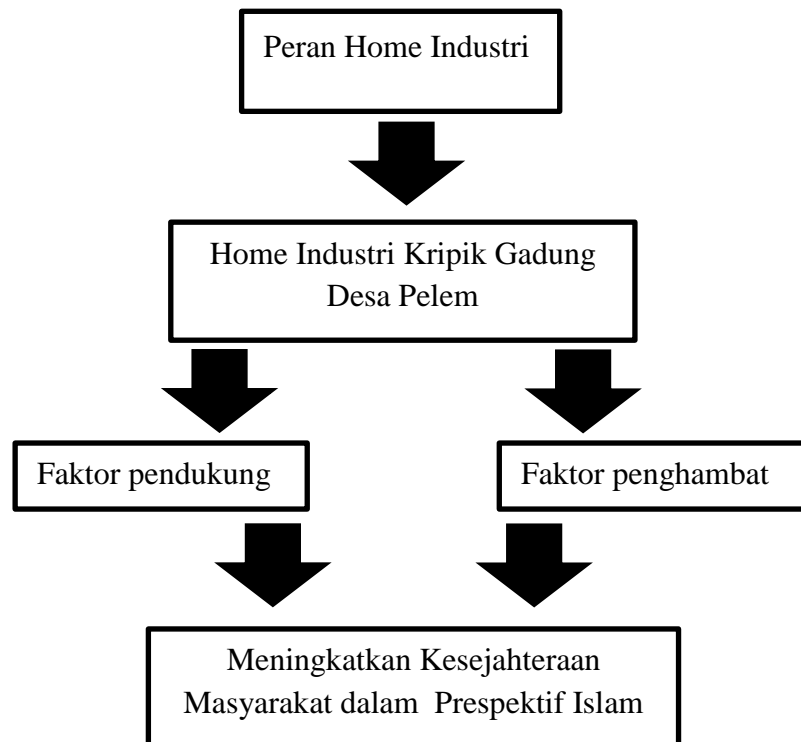 Peran Home Industri
Home Industri Kripik Gadung
Desa Pelem
Faktor pendukung
Faktor penghambat
Meningkatkan Kesejahteraan
Masyarakat dalam Prespektif Islam